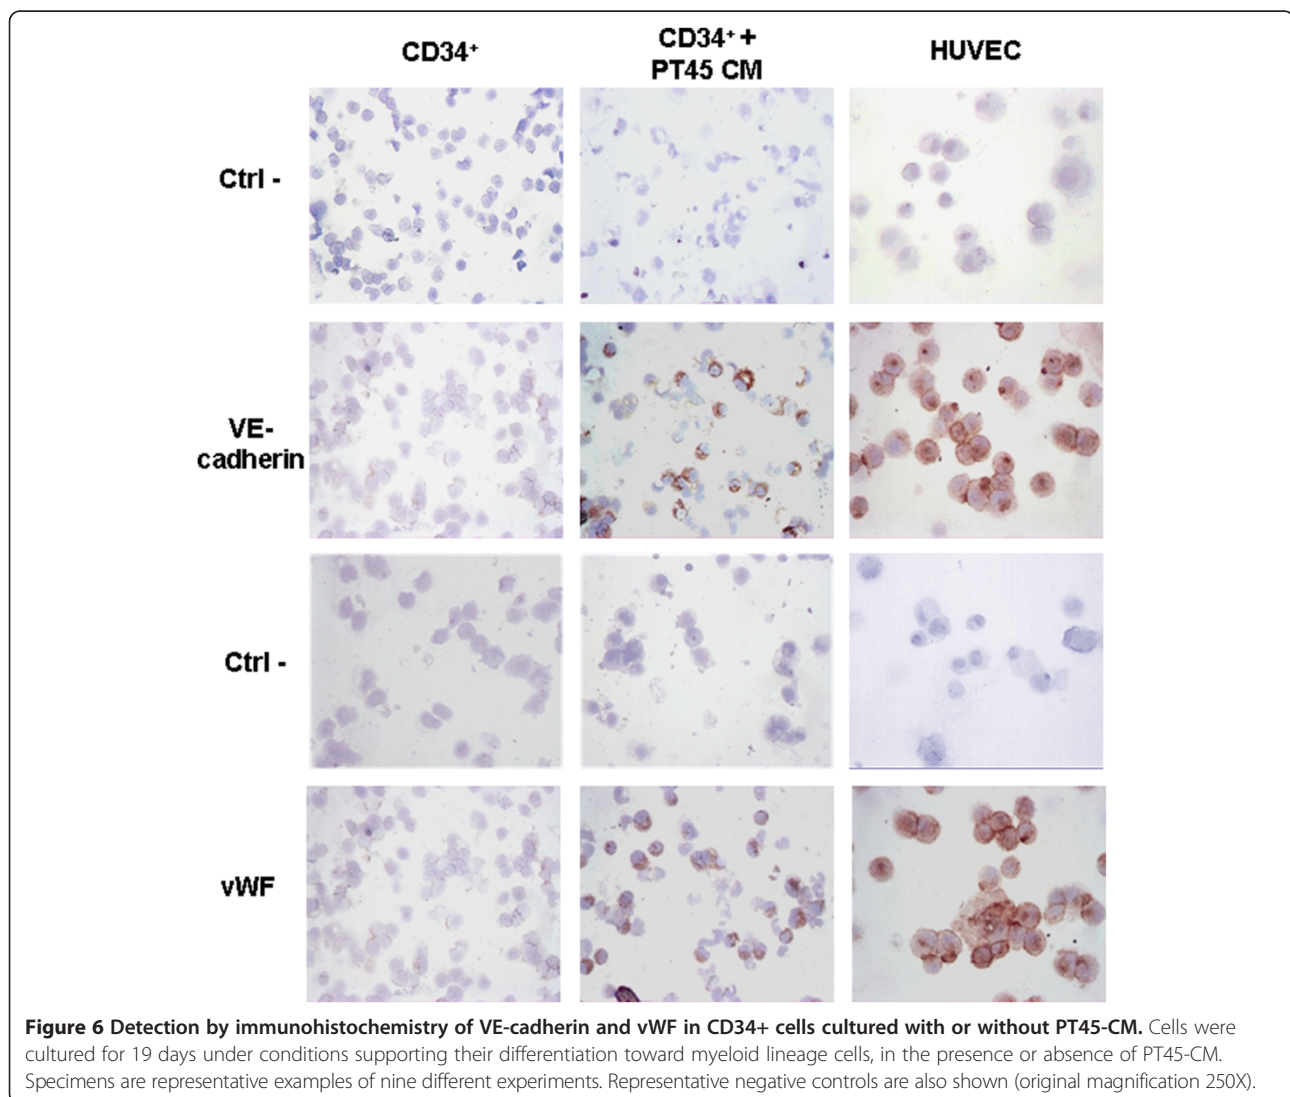 CD34⁺
CD34⁺ +
PT45 CM
HUVEC
Ctrl -
VE-
cadherin
Ctrl -
vWF
Figure 6 Detection by immunohistochemistry of VE-cadherin and vWF in CD34+ cells cultured with or without PT45-CM. Cells were
cultured for 19 days under conditions supporting their differentiation toward myeloid lineage cells, in the presence or absence of PT45-CM.
Specimens are representative examples of nine different experiments. Representative negative controls are also shown (original magnification 250X).